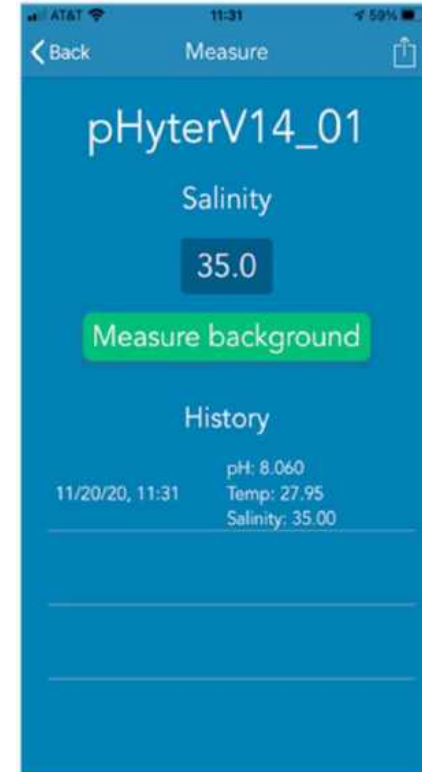 AT&T 11:31 59%
Back Measure
pHyterV14_01
Salinity
35.0
Measure background
History
pH: 8.060
11/20/20, 11:31 Temp: 27.95
Salinity: 35.00